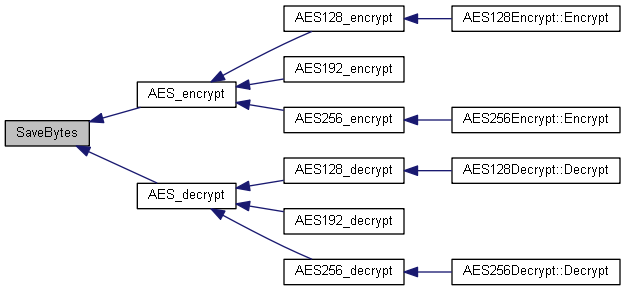 AES128_encrypt
AES128Encrypt::Encrypt
AES192_encrypt
AES_encrypt
AES256_encrypt
AES256Encrypt::Encrypt
SaveBytes
AES128_decrypt
AES128Decrypt::Decrypt
AES_decrypt
AES192_decrypt
AES256_decrypt
AES256Decrypt::Decrypt